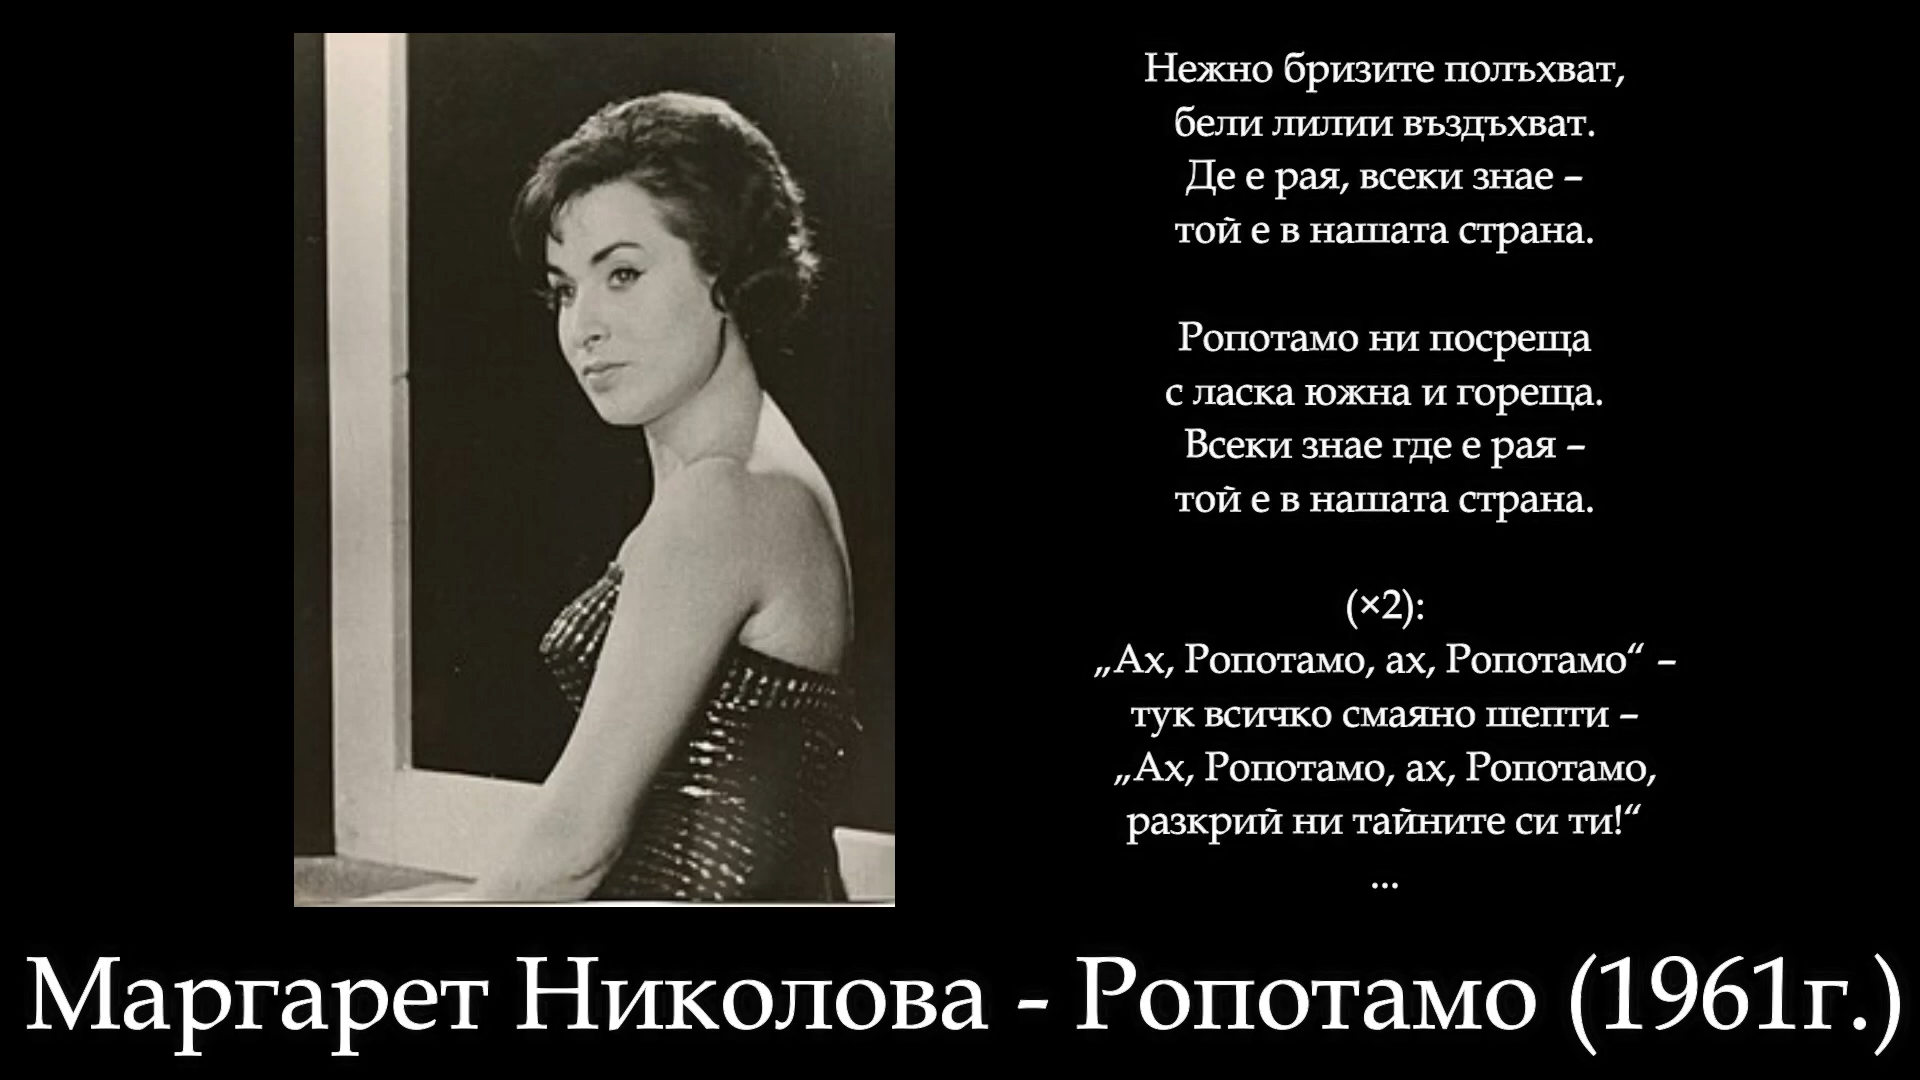 Нежно бризите полъхват,
бели лилии въздъхват.
Де е рая, всеки знае –
той е в нашата страна.
Ропотамо ни посреща
с ласка южна и гореща.
Всеки знае где е рая –
той е в нашата страна.
(×2):
„Ах, Ропотамо, ах, Ропотамо“ –
тук всичко смаяно шепти –
„Ах, Ропотамо, ах, Ропотамо,
разкрий ни тайните си ти!“
...
Маргарет Николова - Ропотамо (1961г.)